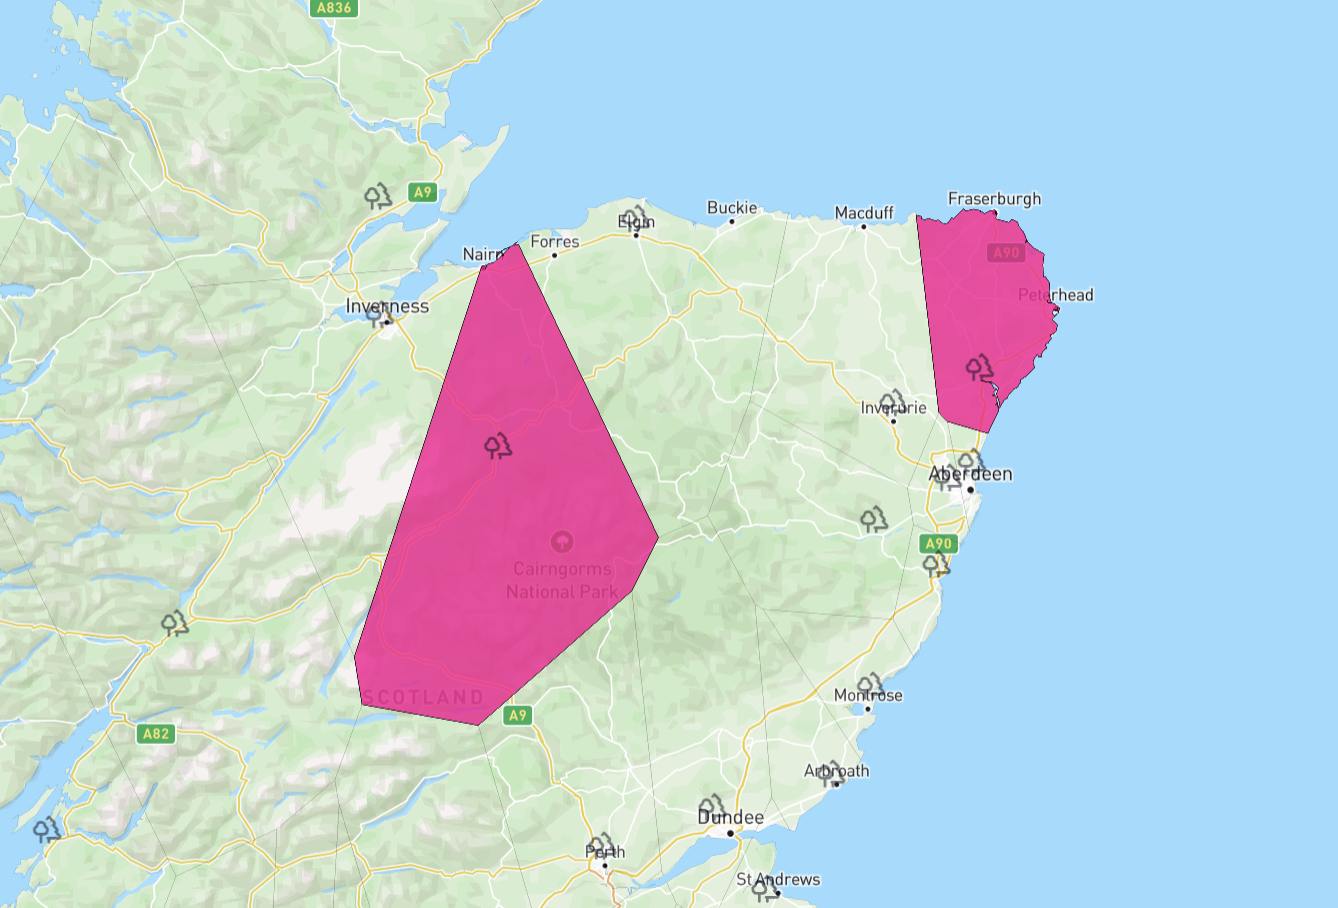 A836
A9
Fraserburgh
Buckie
Macduff
Elgin
Forres
Nairn
A90
Peterhead
Inverness
Inverurie
Aberdeen
A90
Cairngorms
National Park
SCOTLAND
Montrose
A9
A82
Arbroath
Dundee
Perth
St Andrews